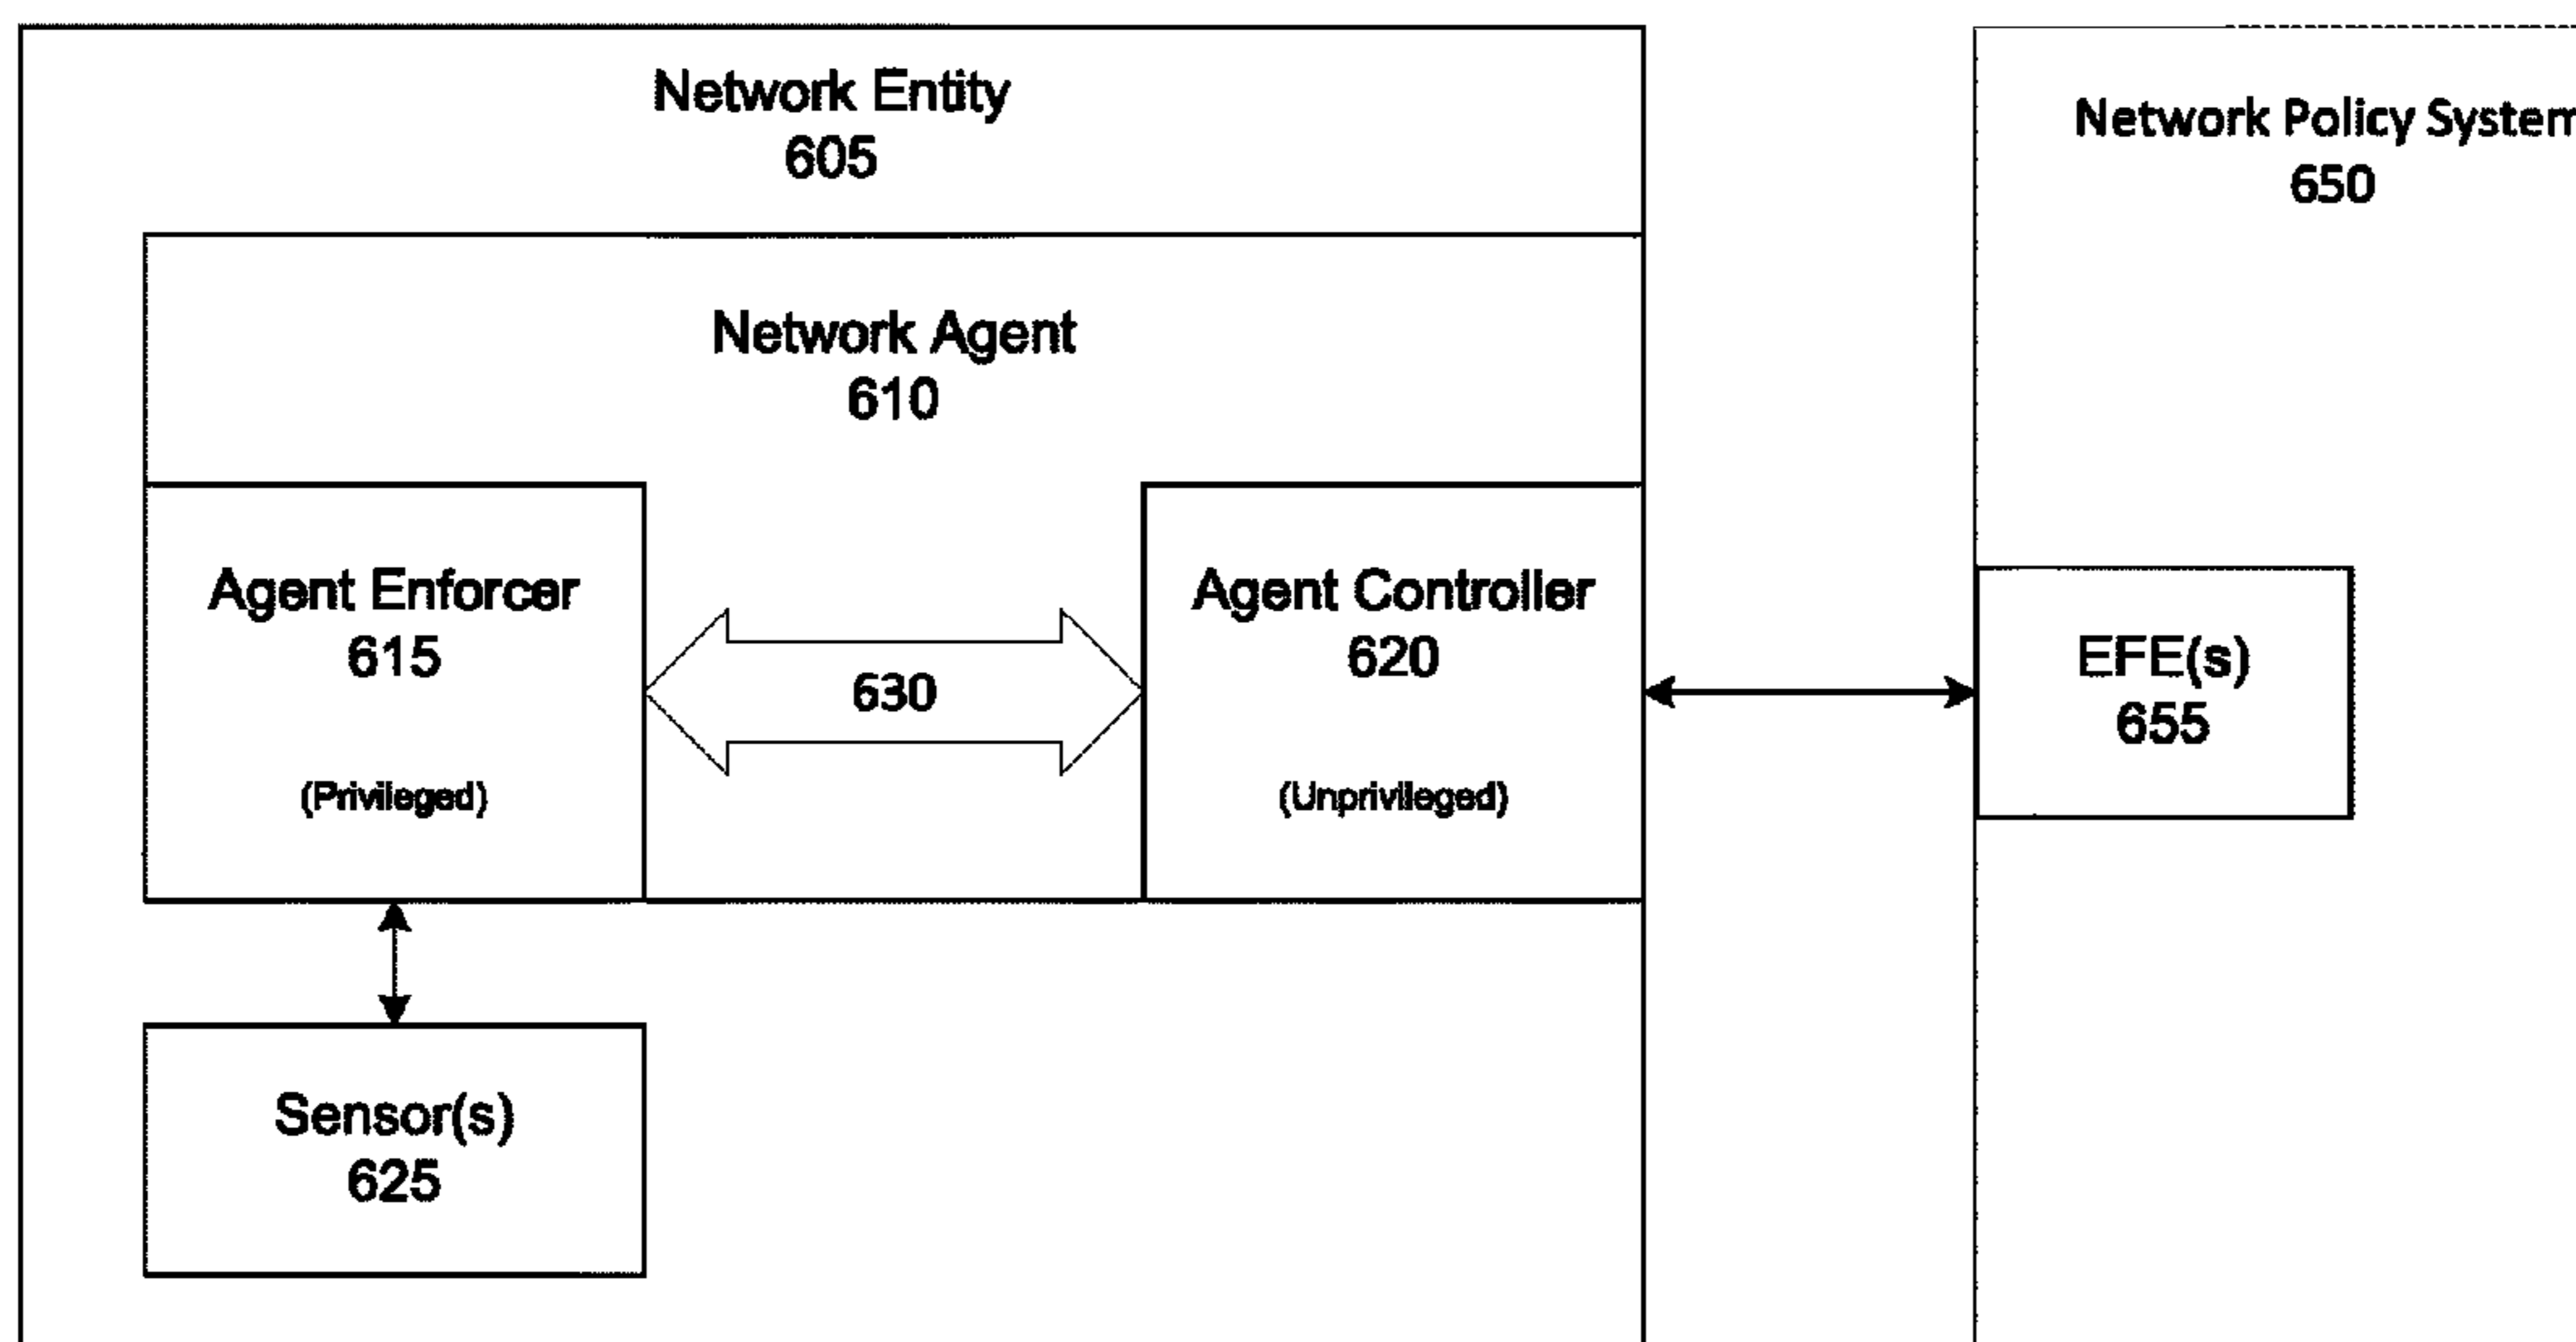 Network Entity
605
Network Policy System
650
Network Agent
610
Agent Enforcer
615
(Privileged)
630
Agent Controller
620
(Unprivileged)
EFE(s)
655
Sensor(s)
625